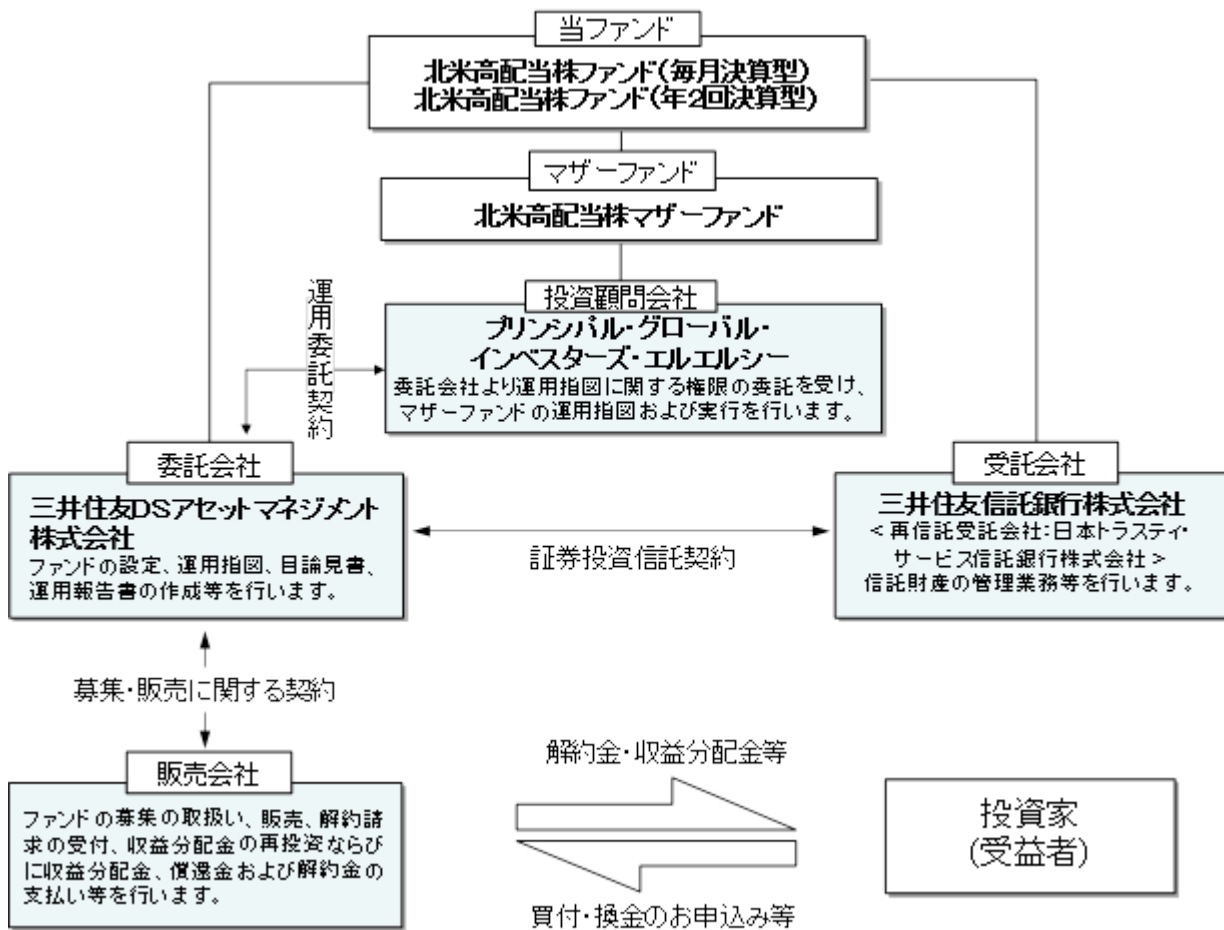 当ファンド
北米高配当株ファンド(毎月決算型)
北米高配当株ファンド(年2回決算型)
マザーファンド
北米高配当株マザーファンド
投資顧問会社
プリンシパル・グローバル・
インベスターズ・エルエルシー
委託会社より運用指図に関する権限の委託を受け、
マザーファンドの運用指図および実行を行います。
運用委託契約
委託会社
三井住友DSアセットマネジメント
株式会社
ファンドの設定、運用指図、目論見書、
運用報告書の作成等を行います。
証券投資信託契約
受託会社
三井住友信託銀行株式会社
<再信託受託会社:日本トラスティ・
サービス信託銀行株式会社>
信託財産の管理業務等を行います。
募集・販売に関する契約
販売会社
ファンドの募集の取扱い、販売、解約請
求の受付、収益分配金の再投資ならび
に収益分配金、償還金および解約金の
支払い等を行います。
解約金・収益分配金等
買付・換金のお申込み等
投資家
(受益者)